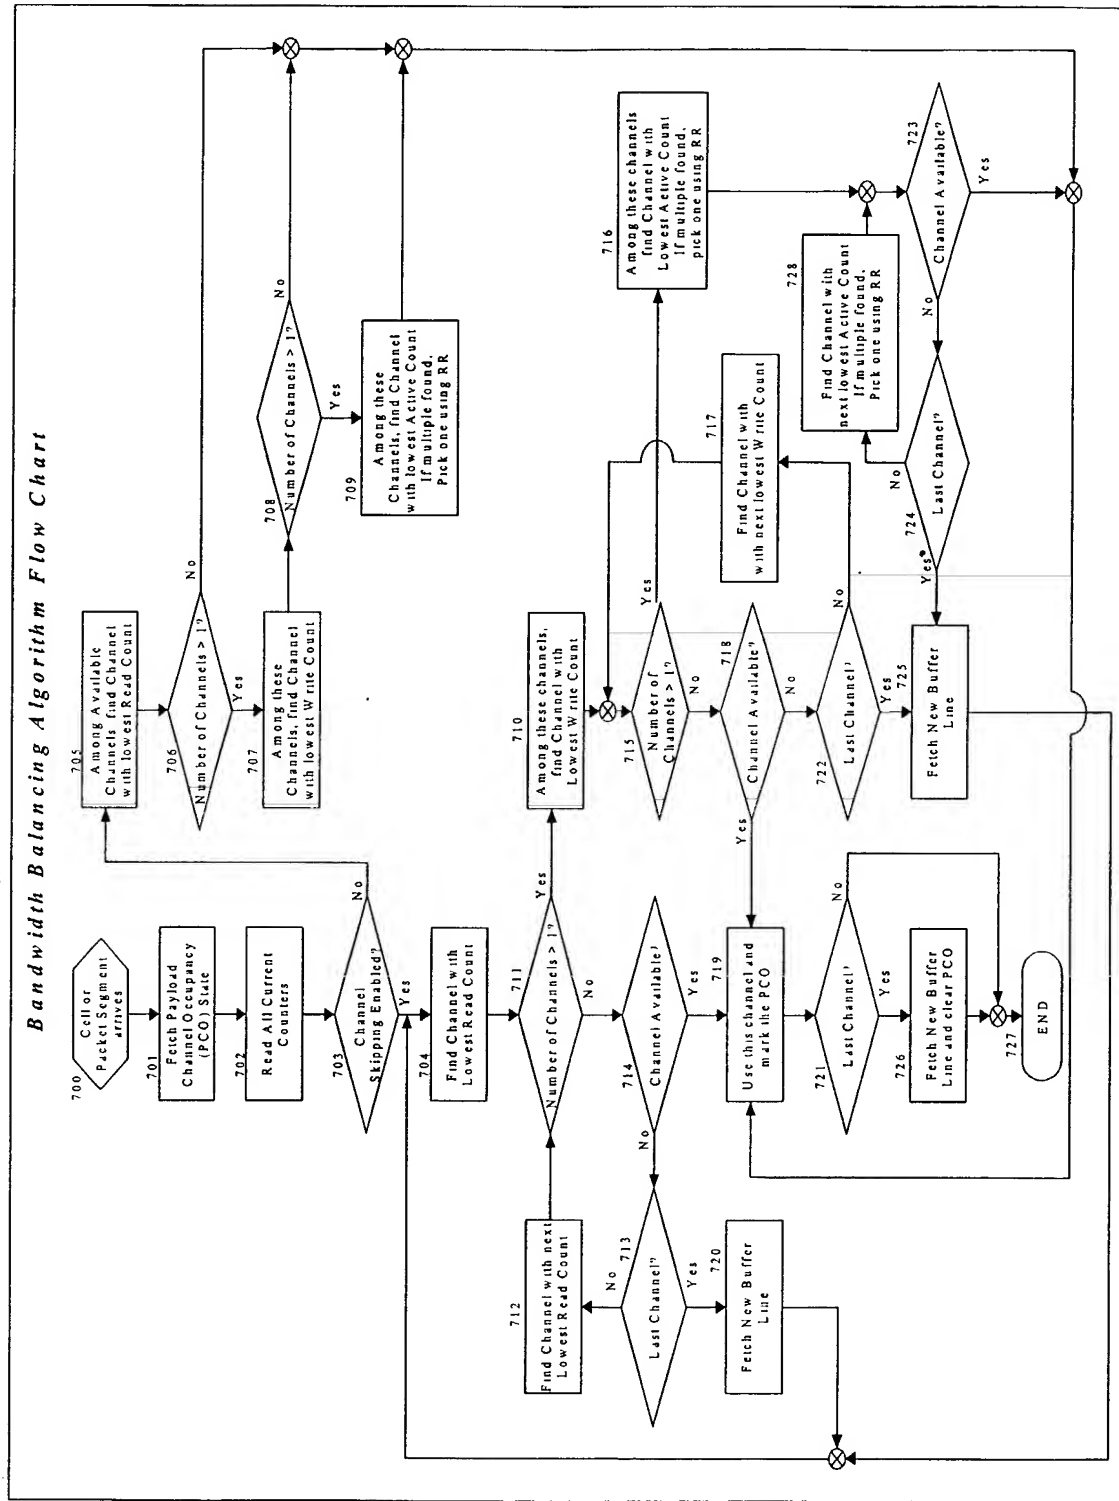 Bandwidth Balancing Algorithm Flow Chart
700
Cell or
Packet Segment
arrives
701
Fetch Payload
Channel Occupancy
(PCO) State
702
Read All Current
Counters
703
Channel
Skipping Enabled?
No
Yes
705
Among Available
Channels find Channel
with lowest Read Count
706
Number of Channels > 1?
No
Yes
707
Among these
Channels, find Channel
with lowest Write Count
708
Number of Channels > 1?
No
Yes
709
Among these
Channels, find Channel
with lowest Active Count
If multiple found,
Pick one using RR
704
Find Channel with
Lowest Read Count
712
Find Channel with next
Lowest Read Count
711
Number of Channels > 1?
Yes
No
710
Among these channels,
find Channel with
Lowest Write Count
713
Last Channel?
No
Yes
714
Channel Available?
No
Yes
715
Number of
Channels > 1?
Yes
No
716
Among these channels
find Channel with
Lowest Active Count
If multiple found,
pick one using RR
717
Find Channel with
with next lowest Write Count
718
Channel Available?
Yes
No
720
Fetch New Buffer
Line
719
Use this channel and
mark the PCO
722
Last Channel?
No
Yes
728
Find Channel with
next lowest Active Count
If multiple found,
Pick one using RR
723
Channel Available?
No
Yes
724
Last Channel?
No
Yes
721
Last Channel?
No
Yes
725
Fetch New Buffer
Line
726
Fetch New Buffer
Line and clear PCO
727
END